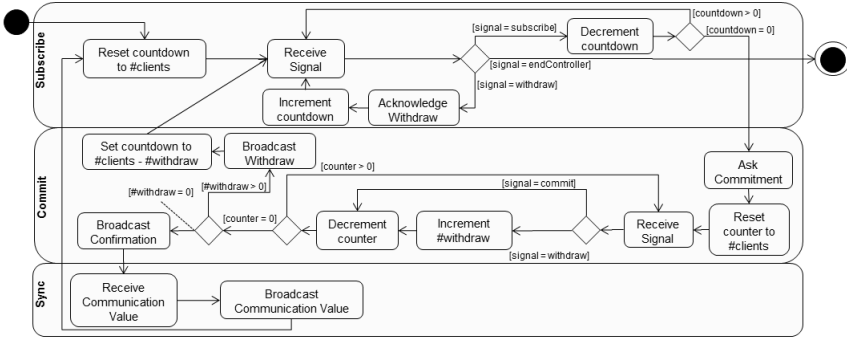 Subscribe
Reset countdown
to #clients
Receive
Signal
[signal = subscribe]
Decrement
countdown
[countdown > 0]
[countdown = 0]
[signal = endController]
[signal = withdraw]
Increment
countdown
Acknowledge
Withdraw
Commit
Set countdown to
#clients - #withdraw
Broadcast
Withdraw
[counter > 0]
Ask
Commitment
[#withdraw = 0]
[#withdraw > 0]
[signal = commit]
Broadcast
Confirmation
[counter = 0]
Decrement
counter
Increment
#withdraw
Receive
Signal
Reset
counter to
#clients
[signal = withdraw]
Sync
Receive
Communication
Value
Broadcast
Communication Value